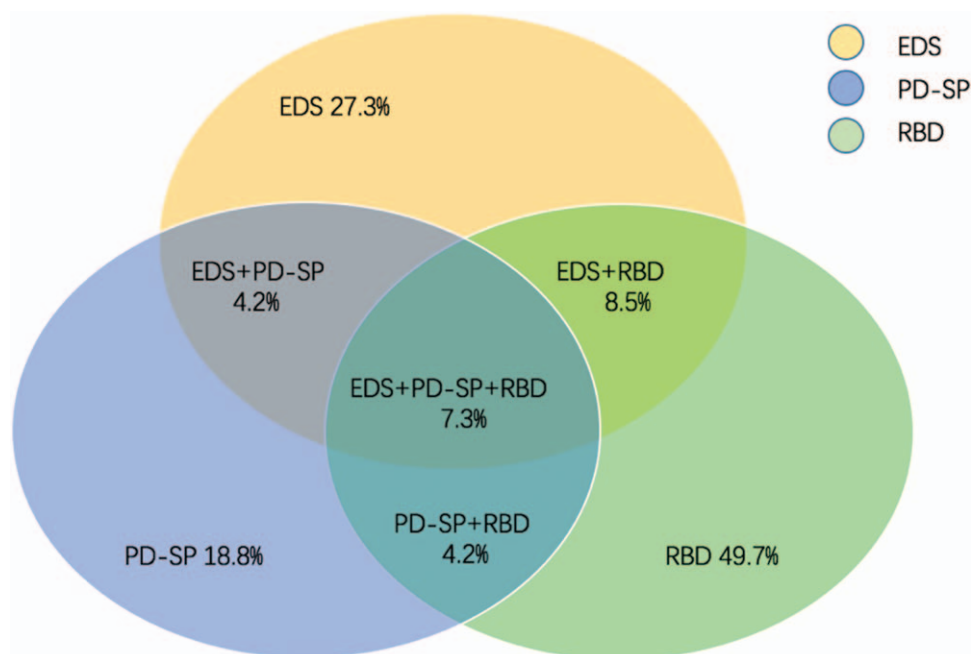 EDS
PD-SP
RBD
EDS 27.3%
EDS+PD-SP
4.2%
EDS+RBD
8.5%
EDS+PD-SP+RBD
7.3%
PD-SP+RBD
4.2%
PD-SP 18.8%
RBD 49.7%